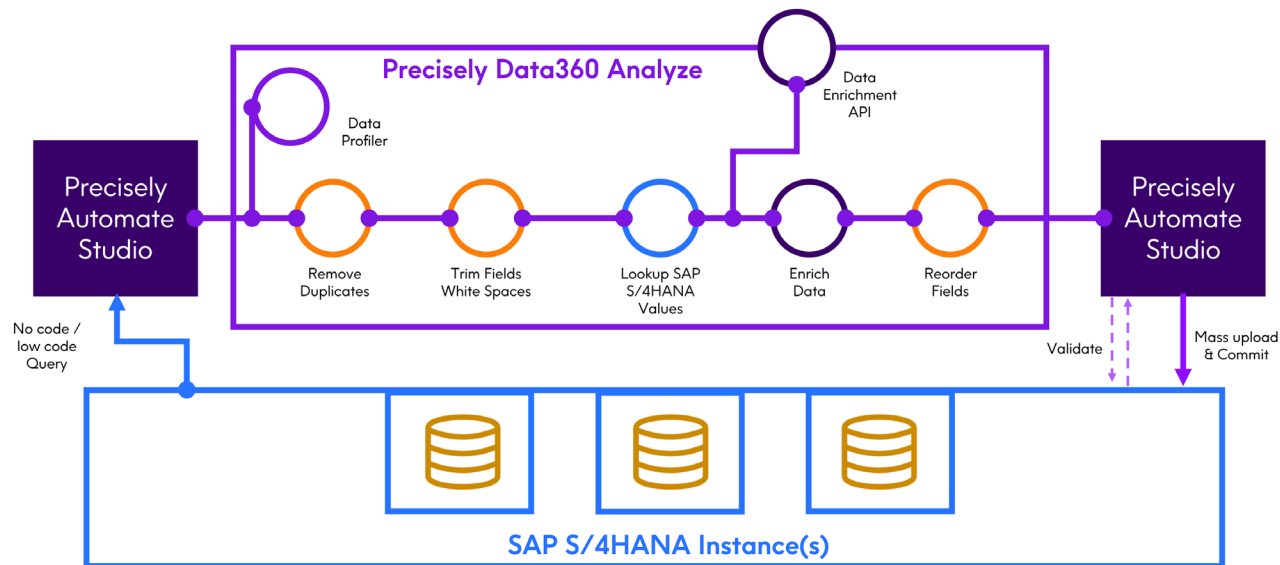 Precisely Data360 Analyze
Data
Enrichment
API
Data
Profiler
Precisely
Automate
Studio
Precisely
Automate
Studio
Remove
Duplicates
Trim Fields
White Spaces
Lookup SAP
S/4HANA
Values
Enrich
Data
Reorder
Fields
No code /
low code
Query
Validate
Mass upload
& Commit
SAP S/4HANA Instance(s)